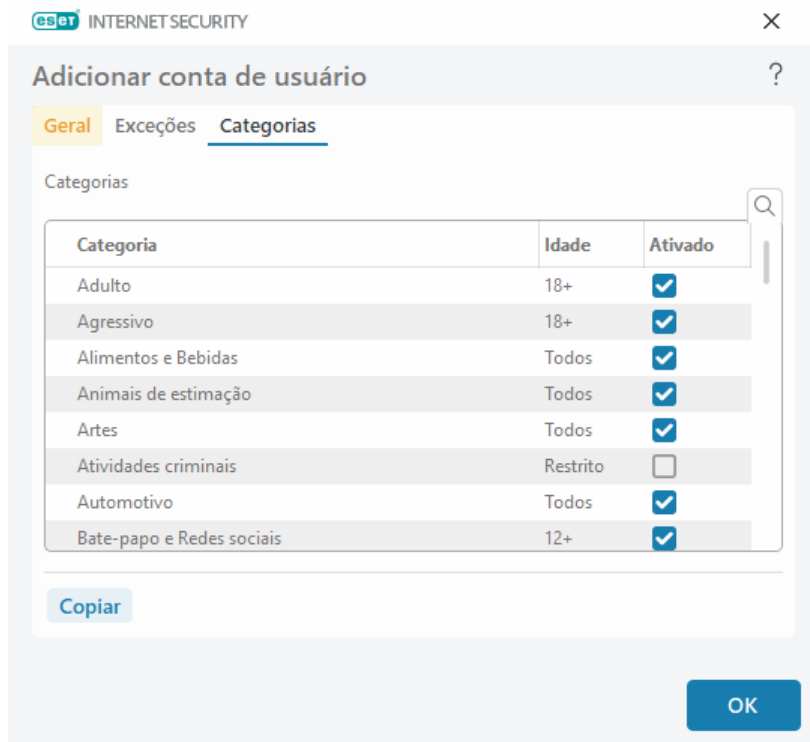 eset INTERNET SECURITY
Adicionar conta de usuário ?
Geral Exceções Categorias
Categorias
Categoria Idade Ativado
Adulto 18+
Agressivo 18+
Alimentos e Bebidas Todos
Animais de estimação Todos
Artes Todos
Atividades criminais Restrito
Automotivo Todos
Bate-papo e Redes sociais 12+
Copiar
OK